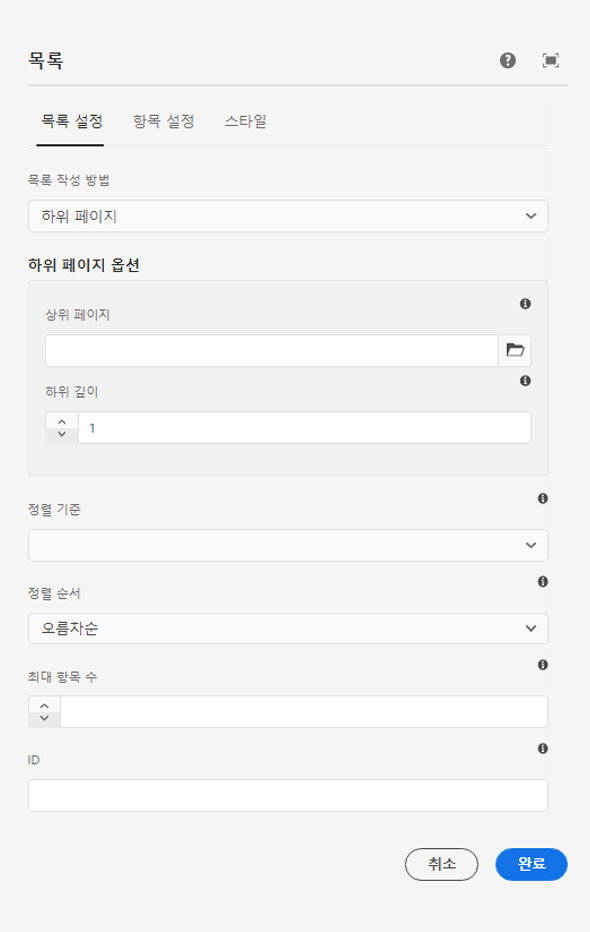 목록
목록 설정 항목 설정 스타일
목록 작성 방법
하위 페이지
하위 페이지 옵션
상위 페이지
하위 깊이
1
정렬 기준
정렬 순서
오름차순
최대 항목 수
ID
취소 완료